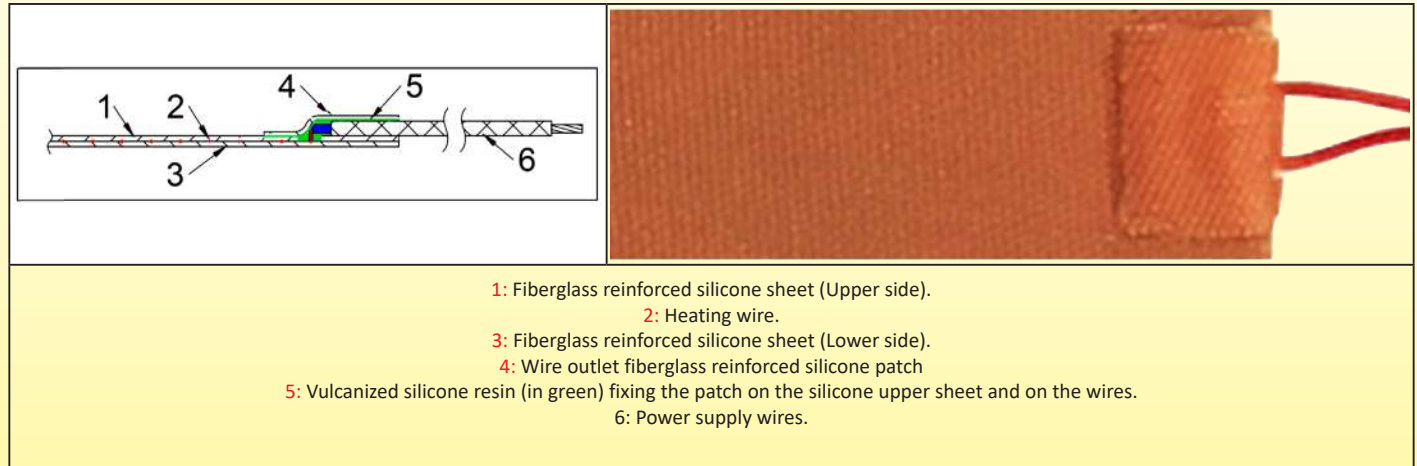 1
2
3
4
5
6
1: Fiberglass reinforced silicone sheet (Upper side).
2: Heating wire.
3: Fiberglass reinforced silicone sheet (Lower side).
4: Wire outlet fiberglass reinforced silicone patch
5: Vulcanized silicone resin (in green) fixing the patch on the silicone upper sheet and on the wires.
6: Power supply wires.